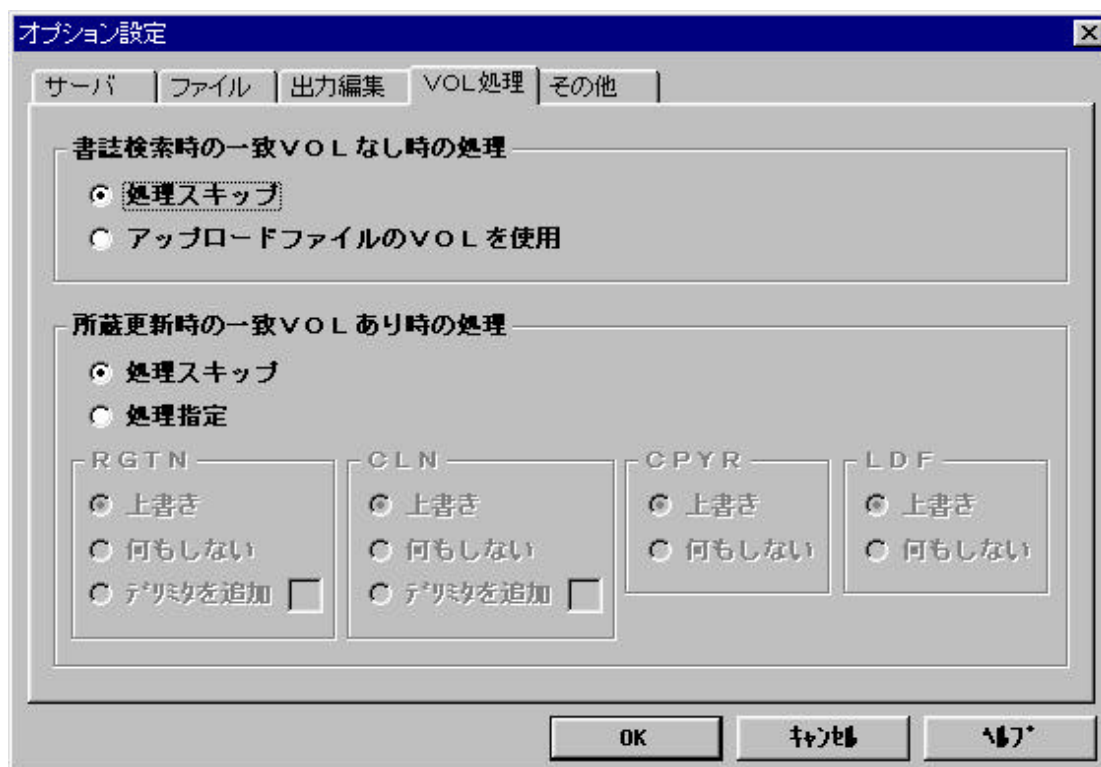 オプション設定
サーバ ファイル 出力編集 VOL処理 その他
書誌検索時の一致ＶＯＬなし時の処理
処理スキップ
アップロードファイルのＶＯＬを使用
所蔵更新時の一致ＶＯＬあり時の処理
処理スキップ
処理指定
ＲＧＴＮ ＣＬＮ ＣＰＹＲ ＬＤＦ
上書き 上書き 上書き 上書き
何もしない 何もしない 何もしない 何もしない
ﾃﾞﾘﾐﾀを追加 ﾃﾞﾘﾐﾀを追加
OK ｷｬﾝｾﾙ ﾍﾙﾌﾟ